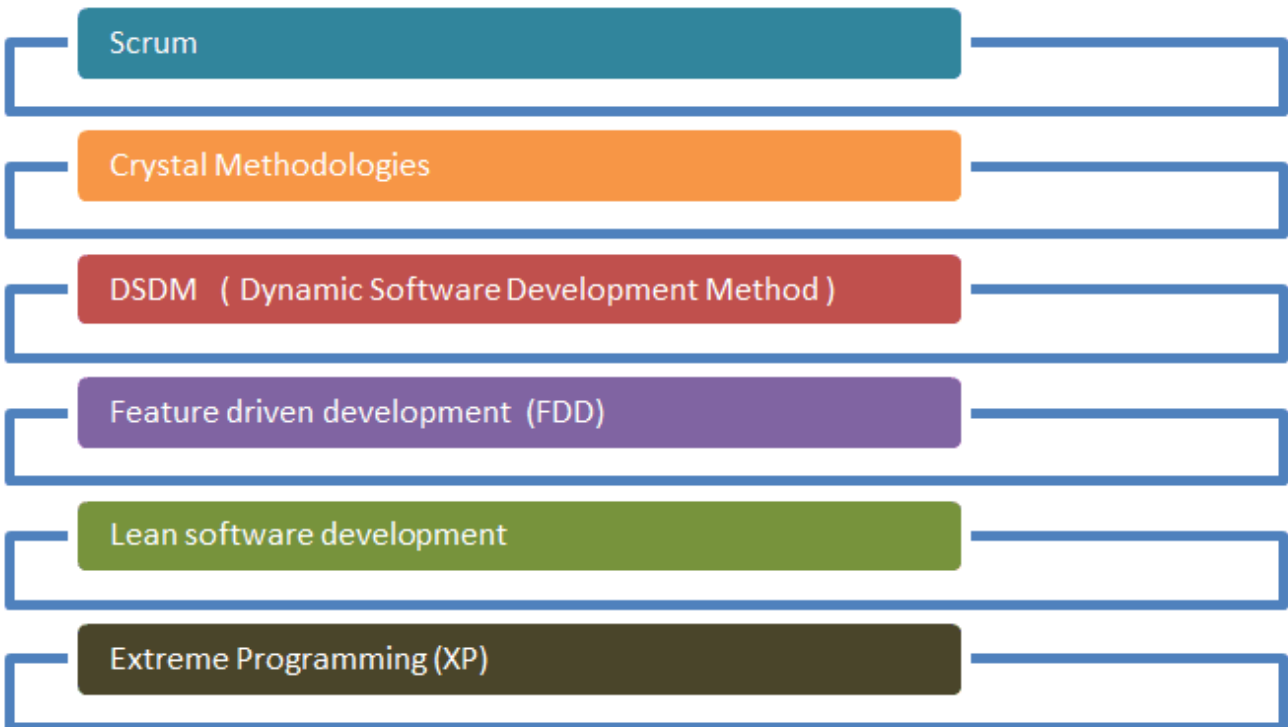 Scrum
Crystal Methodologies
DSDM ( Dynamic Software Development Method )
Feature driven development (FDD)
Lean software development
Extreme Programming (XP)